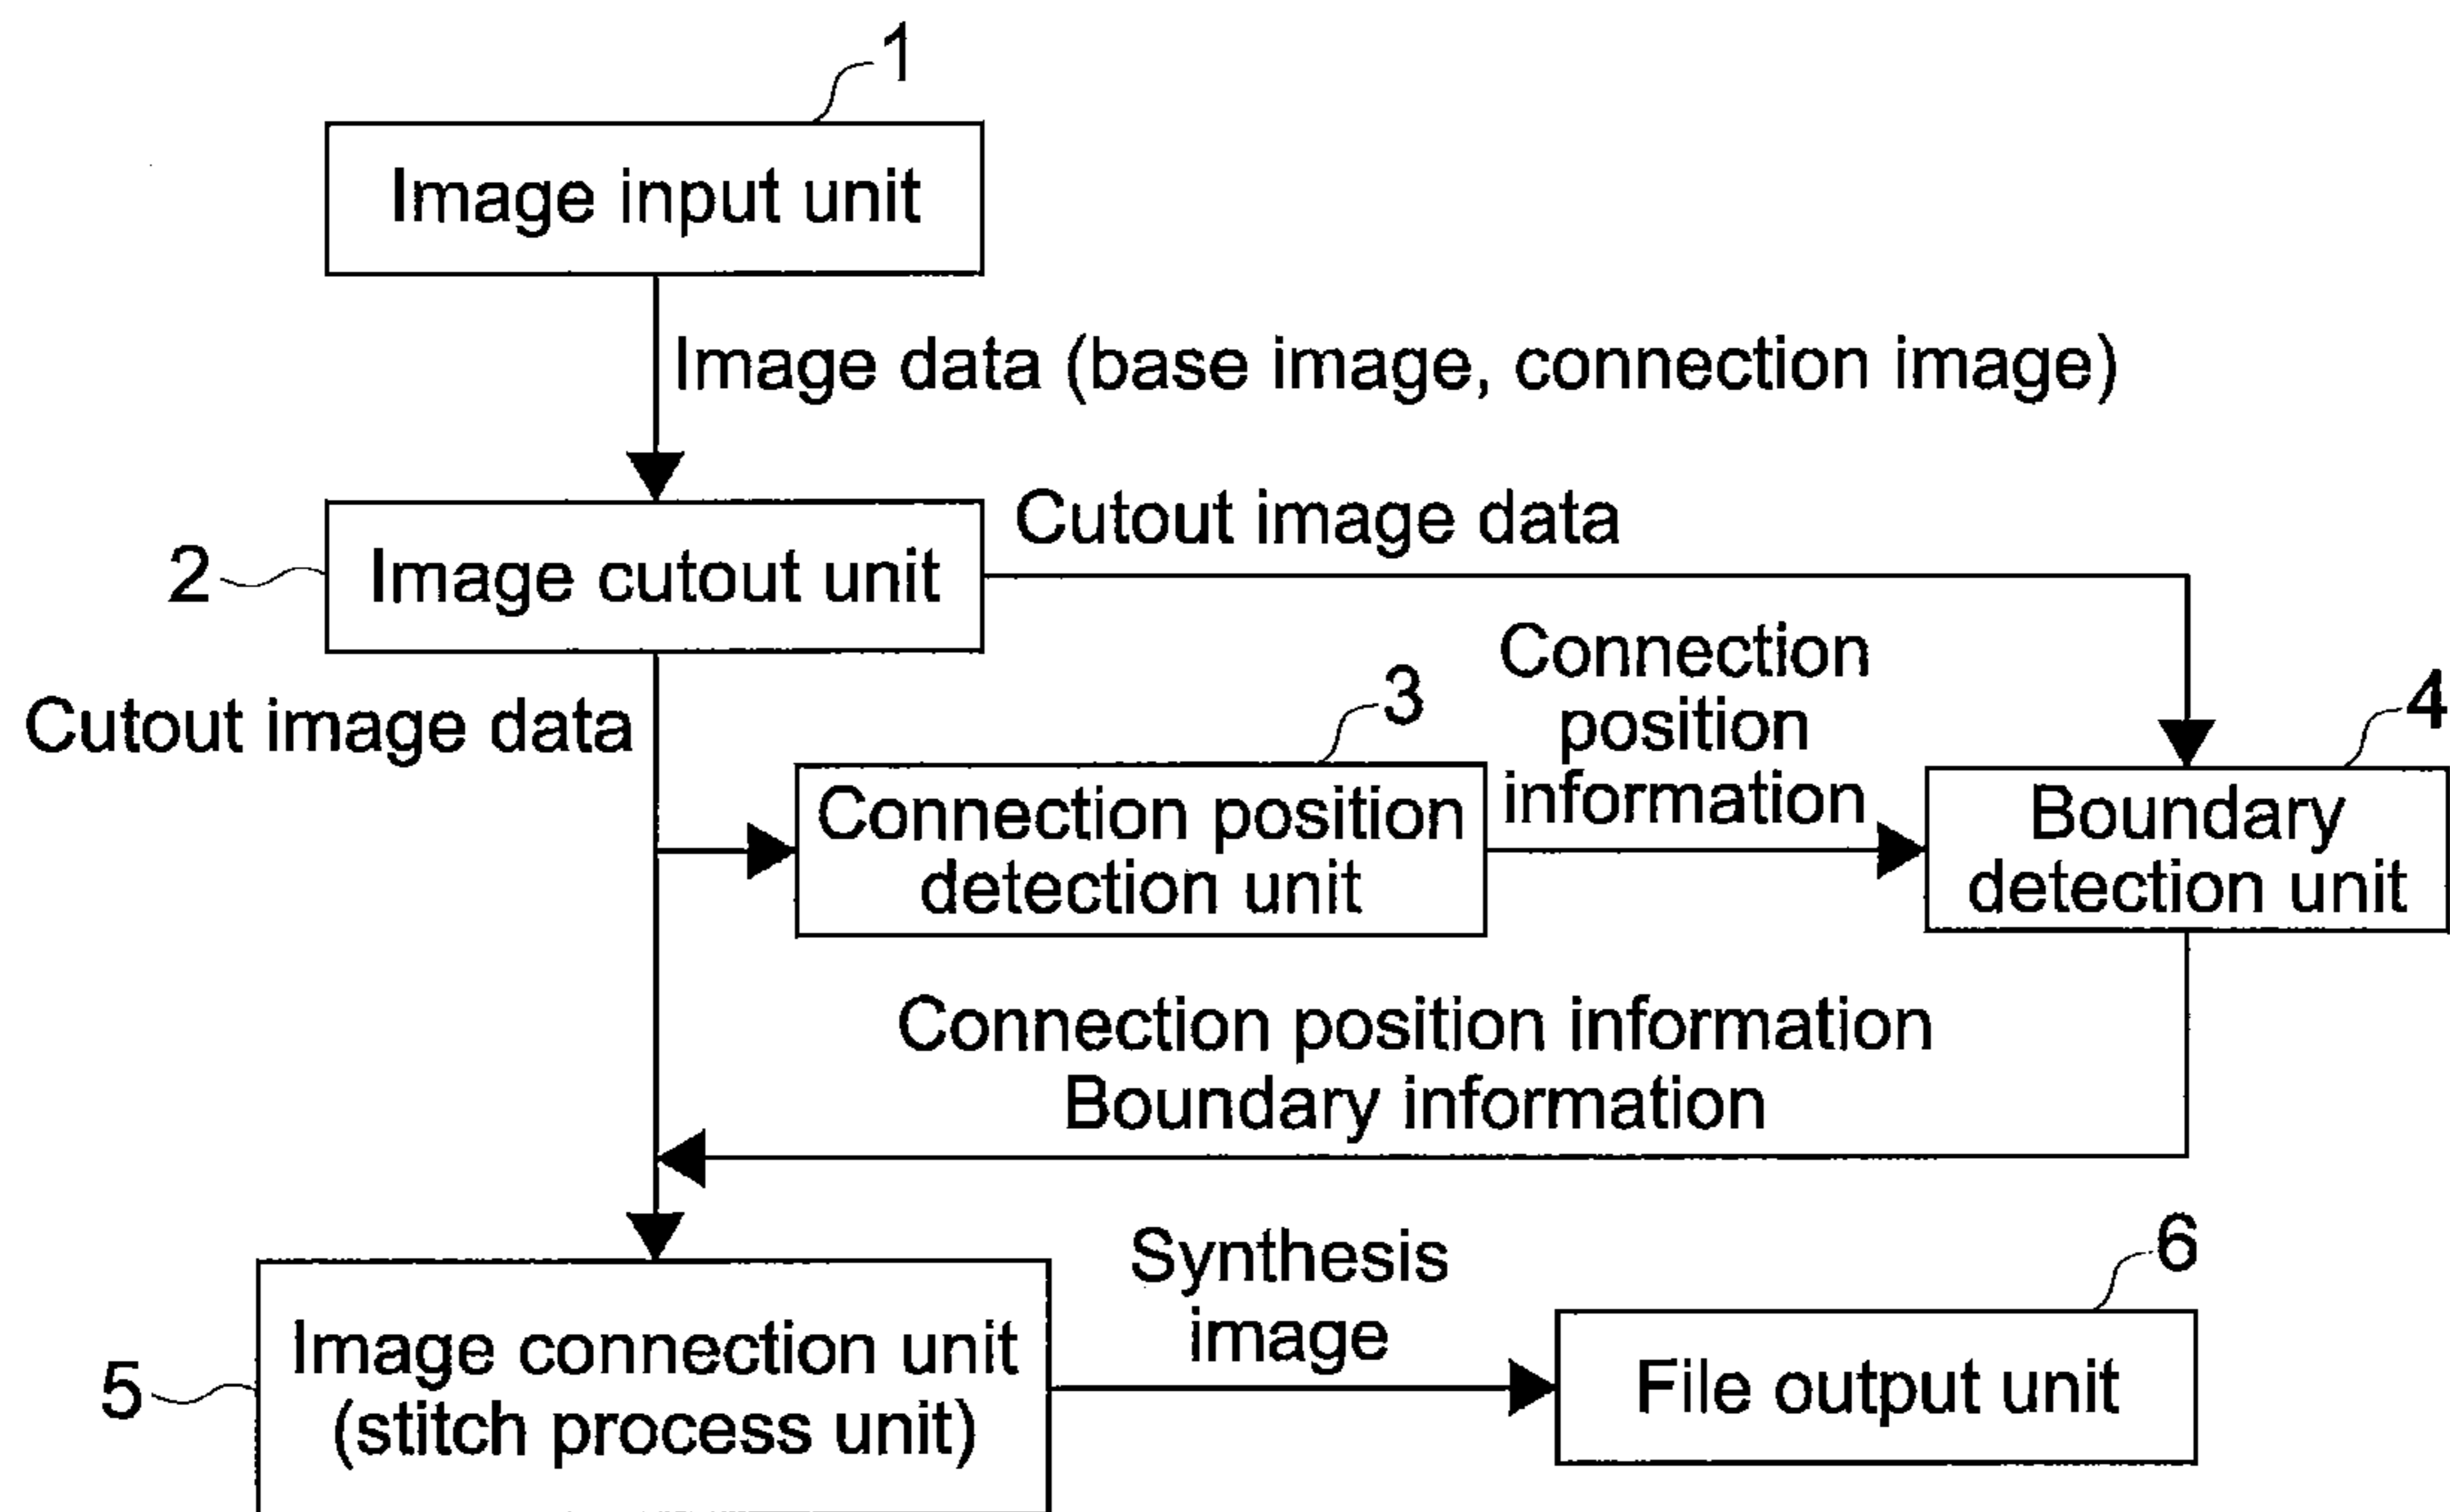 1
Image input unit
Image data (base image, connection image)
Cutout image data
2
Image cutout unit
Cutout image data
3
Connection
position
information
4
Connection position
detection unit
Boundary
detection unit
Connection position information
Boundary information
5
Image connection unit
(stitch process unit)
Synthesis
image
6
File output unit